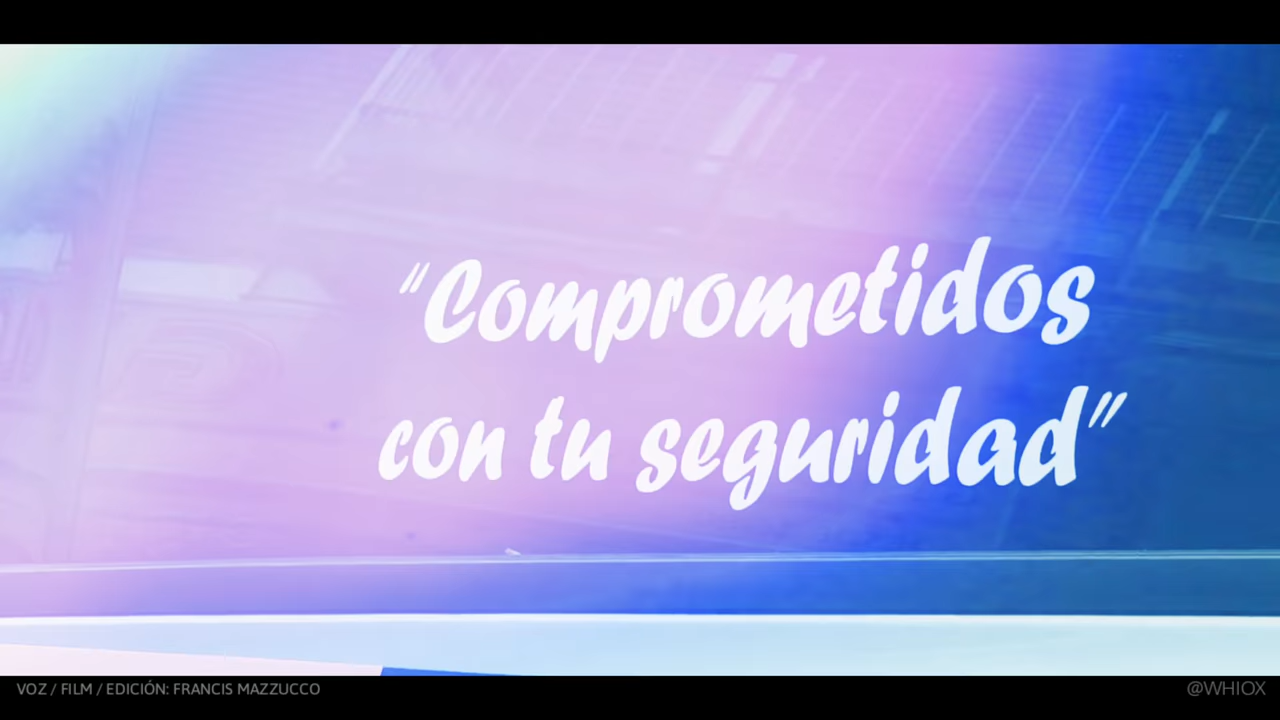 "Comprometidos
con tu seguridad"
VOZ / FILM / EDICIÓN: FRANCIS MAZZUCCO
@WHIOX